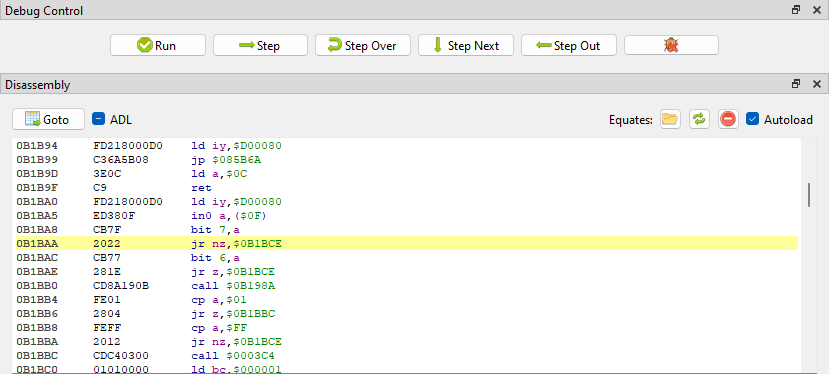 Debug Control
Run Step Step Over Step Next Step Out
Disassembly
Goto ADL Equates: Autoload
0B1B94 FD218000D0 ld iy,$D00080
0B1B99 C36A5B08 jp $085B6A
0B1B9D 3E0C ld a,$0C
0B1B9F C9 ret
0B1BA0 FD218000D0 ld iy,$D00080
0B1BA5 ED380F in0 a,($0F)
0B1BA8 CB7F bit 7,a
0B1BAA 2022 jr nz,$0B1BCE
0B1BAC CB77 bit 6,a
0B1BAE 281E jr z,$0B1BCE
0B1BB0 CD8A190B call $0B198A
0B1BB4 FE01 cp a,$01
0B1BB6 2804 jr z,$0B1BBC
0B1BB8 FEFF cp a,$FF
0B1BBA 2012 jr nz,$0B1BCE
0B1BBC CDC40300 call $0003C4
0B1BC0 01010000 ld bc,$000001